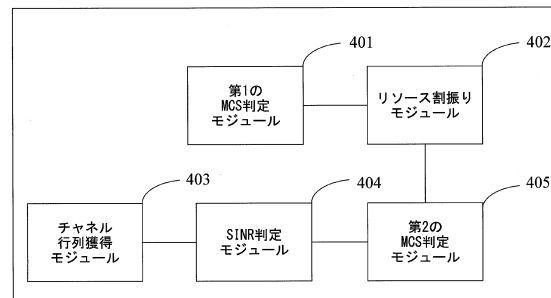 401
402
第1の
MCS判定
モジュール
リソース割振り
モジュール
403
404
405
チャネル
行列獲得
モジュール
SINR判定
モジュール
第2の
MCS判定
モジュール